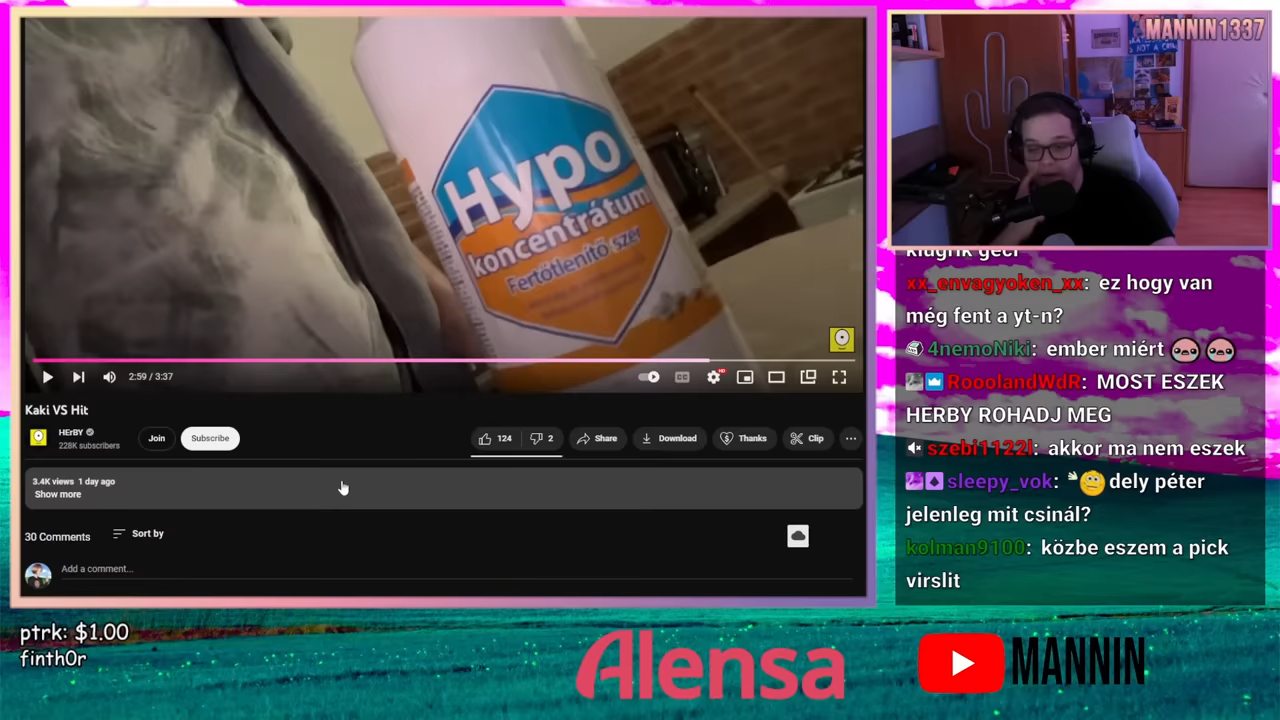 MANNIN1337
Hypo
koncentrátum
Fertőtlenítő szer
2:59 / 3:37
HD
Kaki VS Hit
HErBY
228K subscribers
Join
Subscribe
124
2
Share
Download
Thanks
Clip
3.4K views 1 day ago
Show more
30 Comments
Sort by
Add a comment...
kiugrik geci
xx_envagyoken_xx: ez hogy van
még fent a yt-n?
4nemoNiki: ember miért
RooolandWdR: MOST ESZEK
HERBY ROHADJ MEG
szebi1122l: akkor ma nem eszek
sleepy_vok: dely péter
jelenleg mit csinál?
kolman9100: közbe eszem a pick
virslit
ptrk: $1.00
finth0r
Alensa
MANNIN